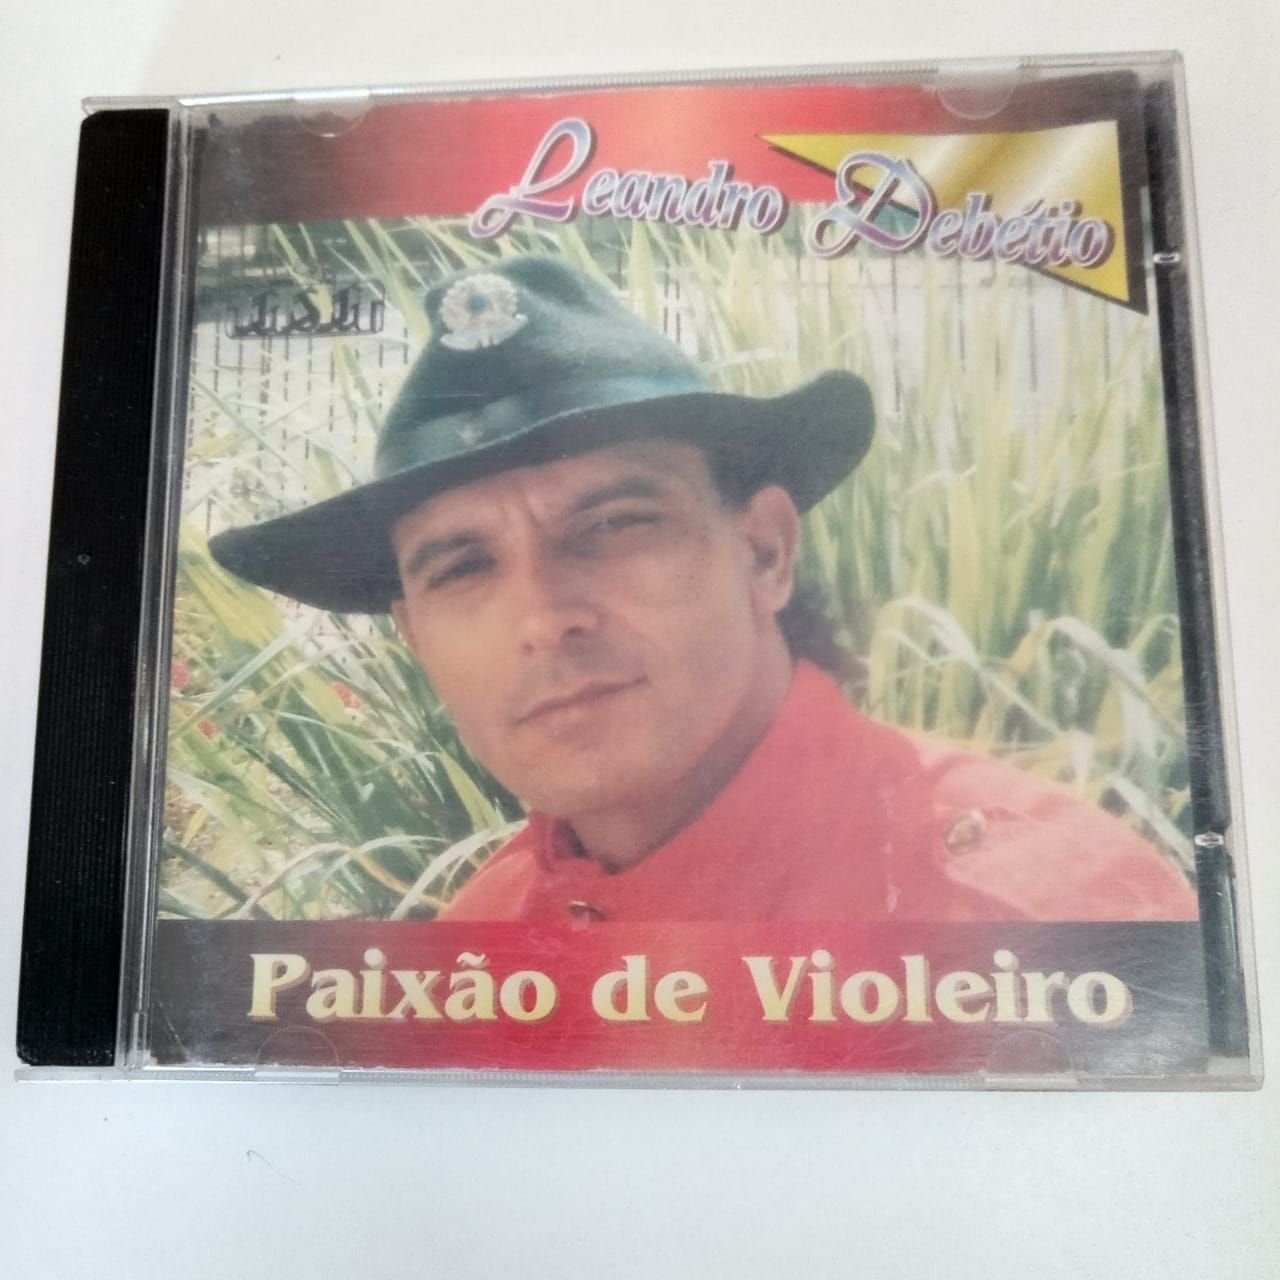 Leandro Debétio
Paixão de Violeiro